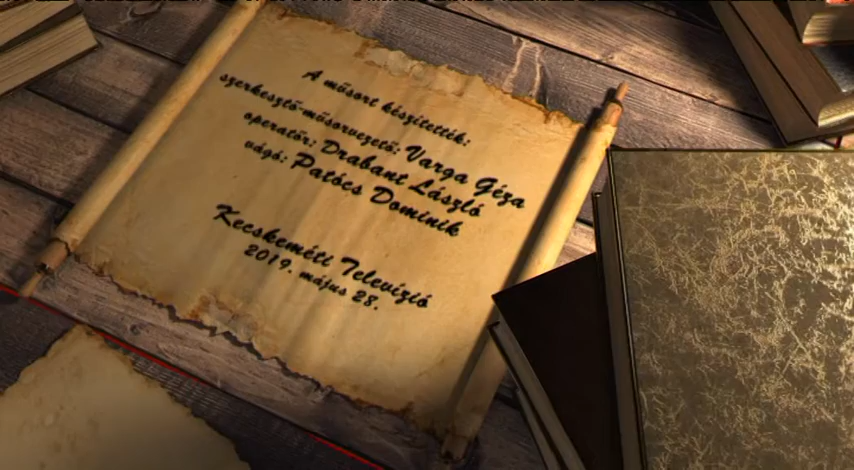 A műsort készítették:
szerkesztő-műsorvezető: Varga Géza
operatőr: Drabant László
vágó: Patócs Dominik
Kecskeméti Televízió
2019. május 28.